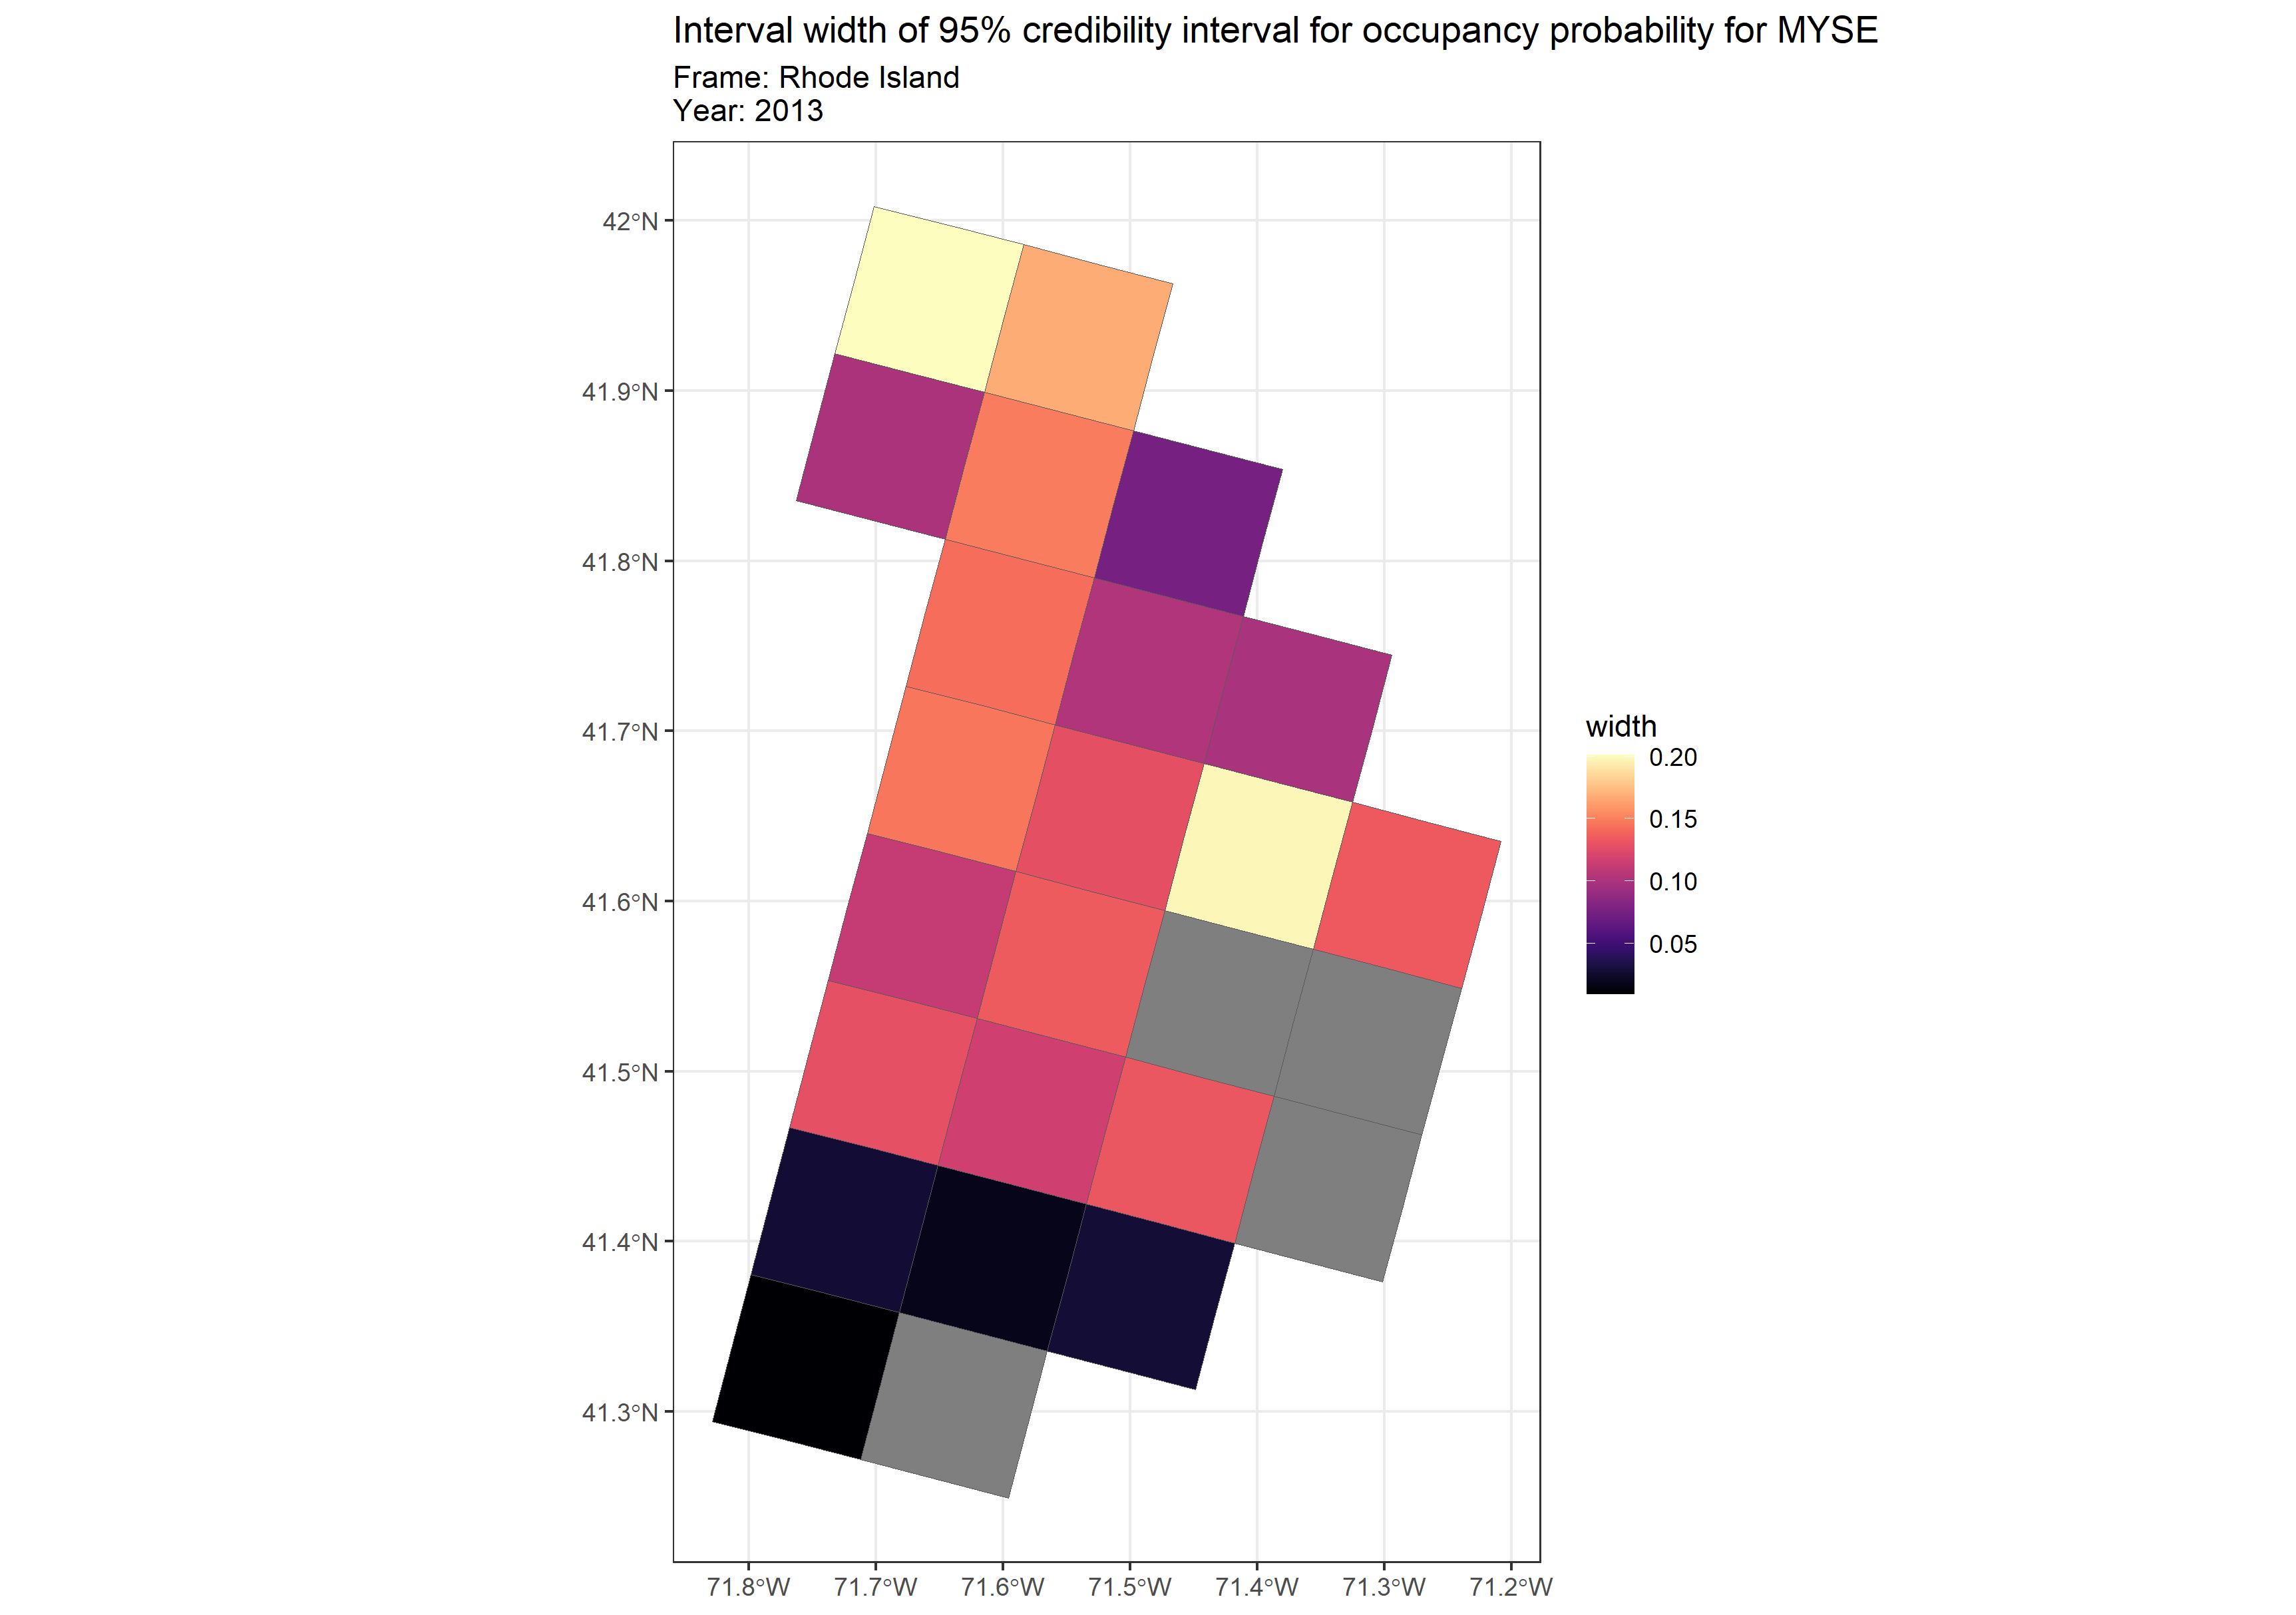 Interval width of 95% credibility interval for occupancy probability for MYSE
Frame: Rhode Island
Year: 2013
42°N
41.9°N
41.8°N
41.7°N
41.6°N
41.5°N
41.4°N
41.3°N
71.8°W 71.7°W 71.6°W 71.5°W 71.4°W 71.3°W 71.2°W
width
0.20
0.15
0.10
0.05